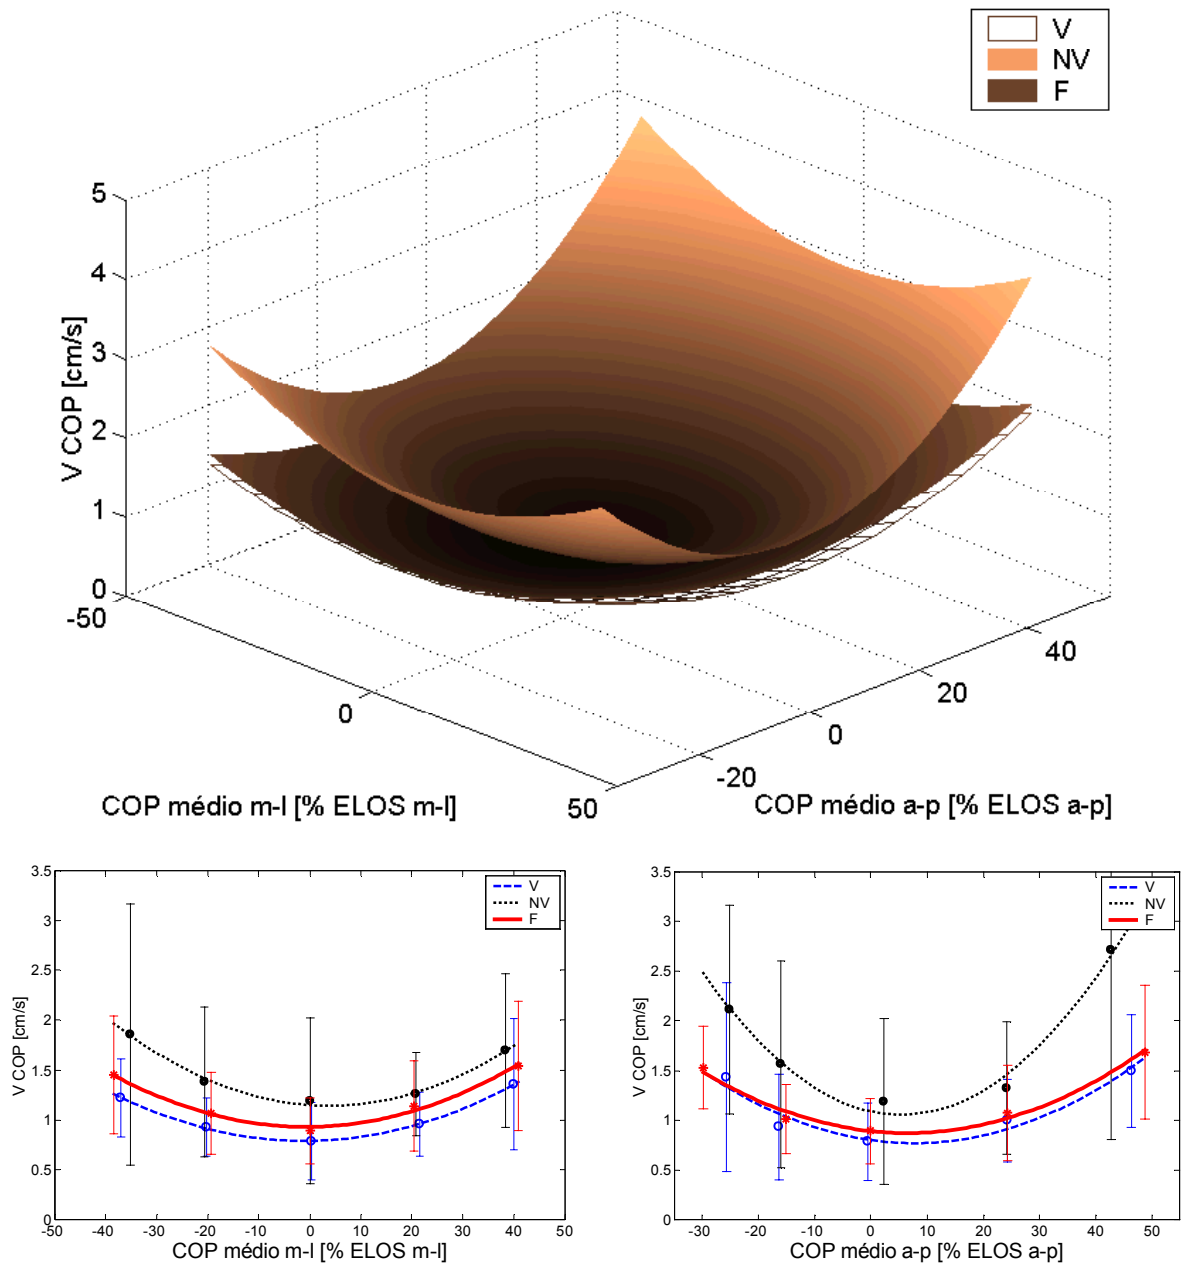 V
NV
F
5
4
3
2
1
0
V COP [cm/s]
-50
0
50
-20
0
20
40
COP médio m-l [% ELOS m-l]
COP médio a-p [% ELOS a-p]
3.5
3
2.5
2
1.5
1
0.5
0
V COP [cm/s]
V
NV
F
-50 -40 -30 -20 -10 0 10 20 30 40 50
COP médio m-l [% ELOS m-l]
3.5
3
2.5
2
1.5
1
0.5
0
V COP [cm/s]
V
NV
F
-30 -20 -10 0 10 20 30 40 50
COP médio a-p [% ELOS a-p]